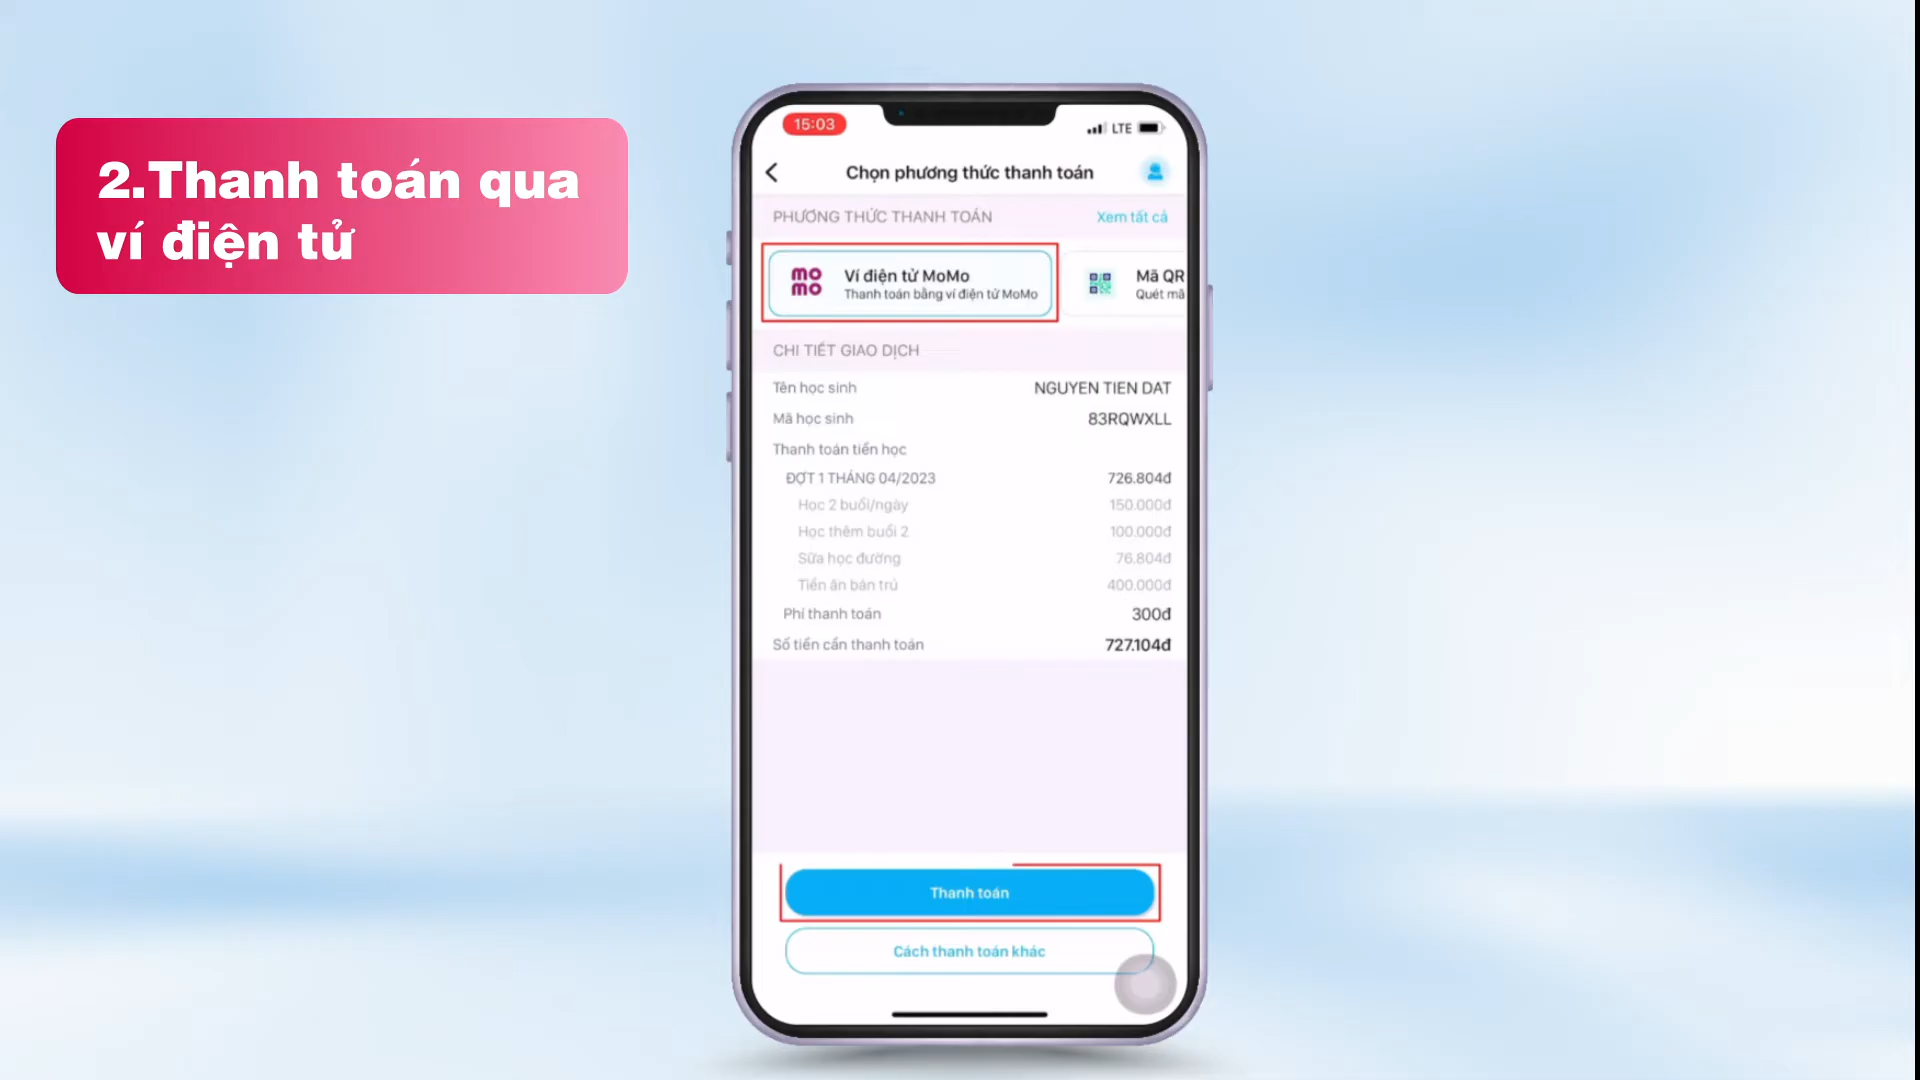 2.Thanh toán qua
ví điện tử
15:03
LTE
Chọn phương thức thanh toán
PHƯƠNG THỨC THANH TOÁN
Xem tất cả
MOMO
Ví điện tử MoMo
Thanh toán bằng ví điện tử MoMo
Mã QR
Quét mã
CHI TIẾT GIAO DỊCH
Tên học sinh NGUYEN TIEN DAT
Mã học sinh 83RQWXLL
Thanh toán tiền học
ĐỢT 1 THÁNG 04/2023 726.804đ
Học 2 buổi/ngày 150.000đ
Học thêm buổi 2 100.000đ
Sữa học đường 76.804đ
Tiền ăn bán trú 400.000đ
Phí thanh toán 300đ
Số tiền cần thanh toán 727.104đ
Thanh toán
Cách thanh toán khác